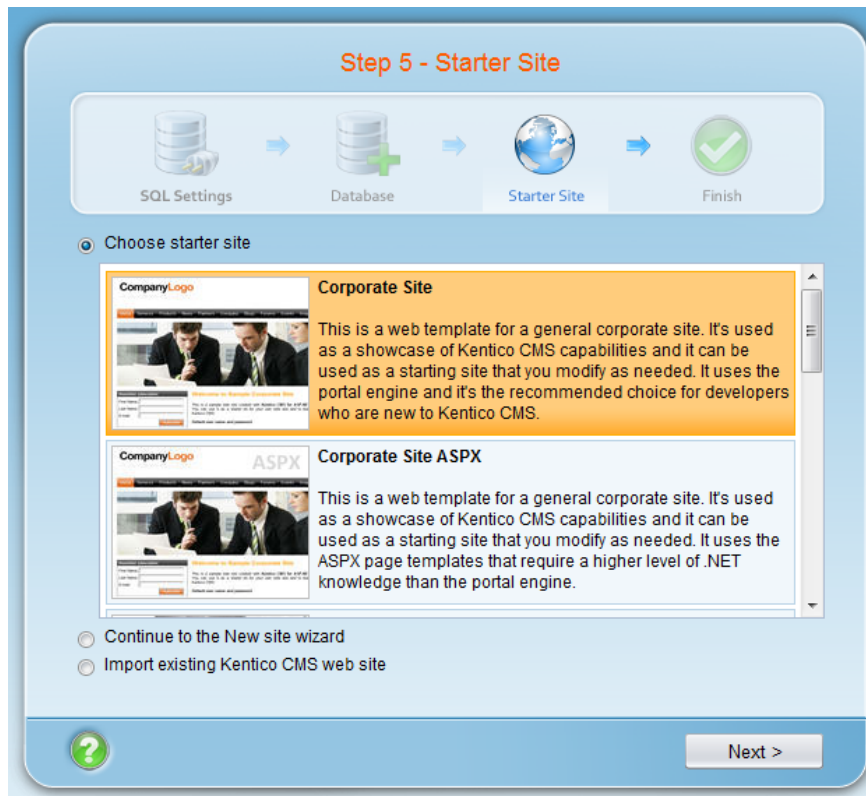 Step 5 - Starter Site
SQL Settings
Database
Starter Site
Finish
Choose starter site
CompanyLogo
Corporate Site
This is a web template for a general corporate site. It's used
as a showcase of Kentico CMS capabilities and it can be
used as a starting site that you modify as needed. It uses the
portal engine and it's the recommended choice for developers
who are new to Kentico CMS.
CompanyLogo
ASPX
Corporate Site ASPX
This is a web template for a general corporate site. It's used
as a showcase of Kentico CMS capabilities and it can be
used as a starting site that you modify as needed. It uses the
ASPX page templates that require a higher level of .NET
knowledge than the portal engine.
Continue to the New site wizard
Import existing Kentico CMS web site
?
Next >